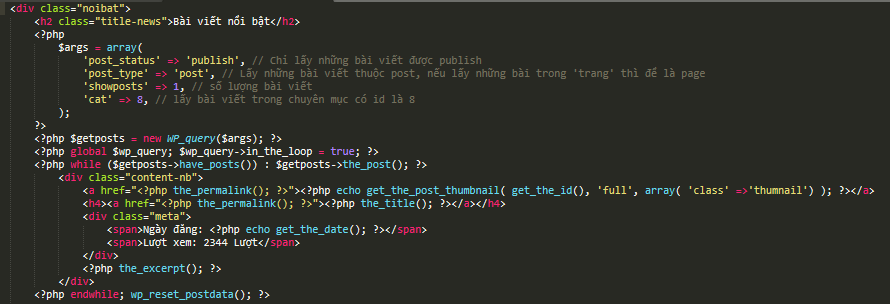 <div class="noibat">
<h2 class="title-news">Bài viết nổi bật</h2>
<?php
$args = array(
'post_status' => 'publish', // Chỉ lấy những bài viết được publish
'post_type' => 'post', // Lấy những bài viết thuộc post, nếu lấy những bài trong 'trang' thì để là page
'showposts' => 1, // số lượng bài viết
'cat' => 8, // lấy bài viết trong chuyên mục có id là 8
);
?>
<?php $getposts = new WP_query($args); ?>
<?php global $wp_query; $wp_query->in_the_loop = true; ?>
<?php while ($getposts->have_posts()) : $getposts->the_post(); ?>
<div class="content-nb">
<a href="<?php the_permalink(); ?>"><?php echo get_the_post_thumbnail( get_the_id(), 'full', array( 'class' =>'thumnail') ); ?></a>
<h4><a href="<?php the_permalink(); ?>"><?php the_title(); ?></a></h4>
<div class="meta">
<span>Ngày đăng: <?php echo get_the_date(); ?></span>
<span>Lượt xem: 2344 Lượt</span>
</div>
<?php the_excerpt(); ?>
</div>
<?php endwhile; wp_reset_postdata(); ?>